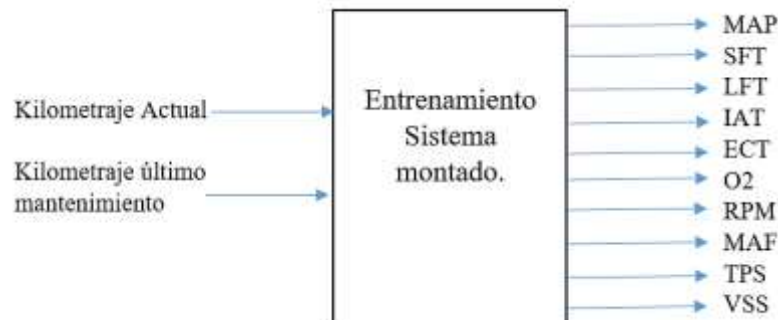 Kilometraje Actual
Kilometraje último
mantenimiento
Entrenamiento
Sistema
montado.
MAP
SFT
LFT
IAT
ECT
O2
RPM
MAF
TPS
VSS